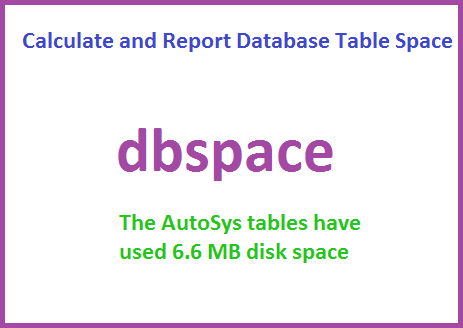 Calculate and Report Database Table Space
dbspace
The AutoSys tables have
used 6.6 MB disk space